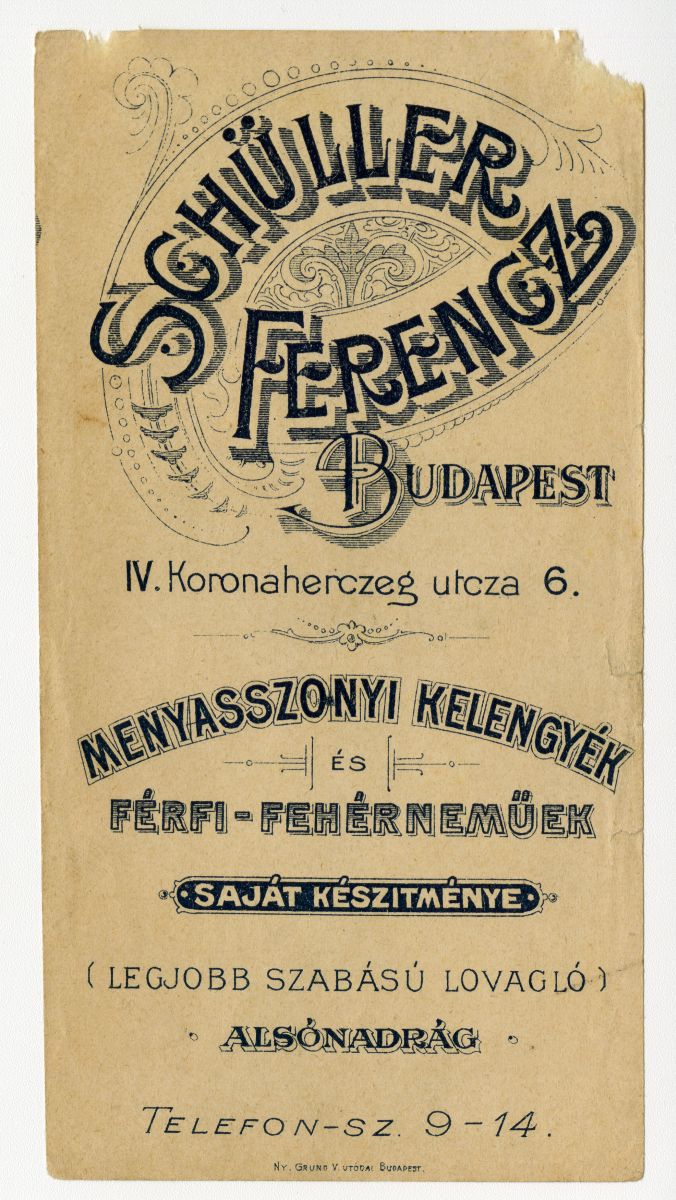 SCHÜLLER
FERENCZ
BUDAPEST
IV. Koronaherczeg utcza 6.
MENYASSZONYI KELENGYÉK
ÉS
FÉRFI-FEHÉRNEMŰEK
SAJÁT KÉSZITMÉNYE
(LEGJOBB SZABÁSÚ LOVAGLÓ)
ALSÓNADRÁG
TELEFON-SZ. 9-14.
NY. GRUND V. UTÓDAI BUDAPEST.